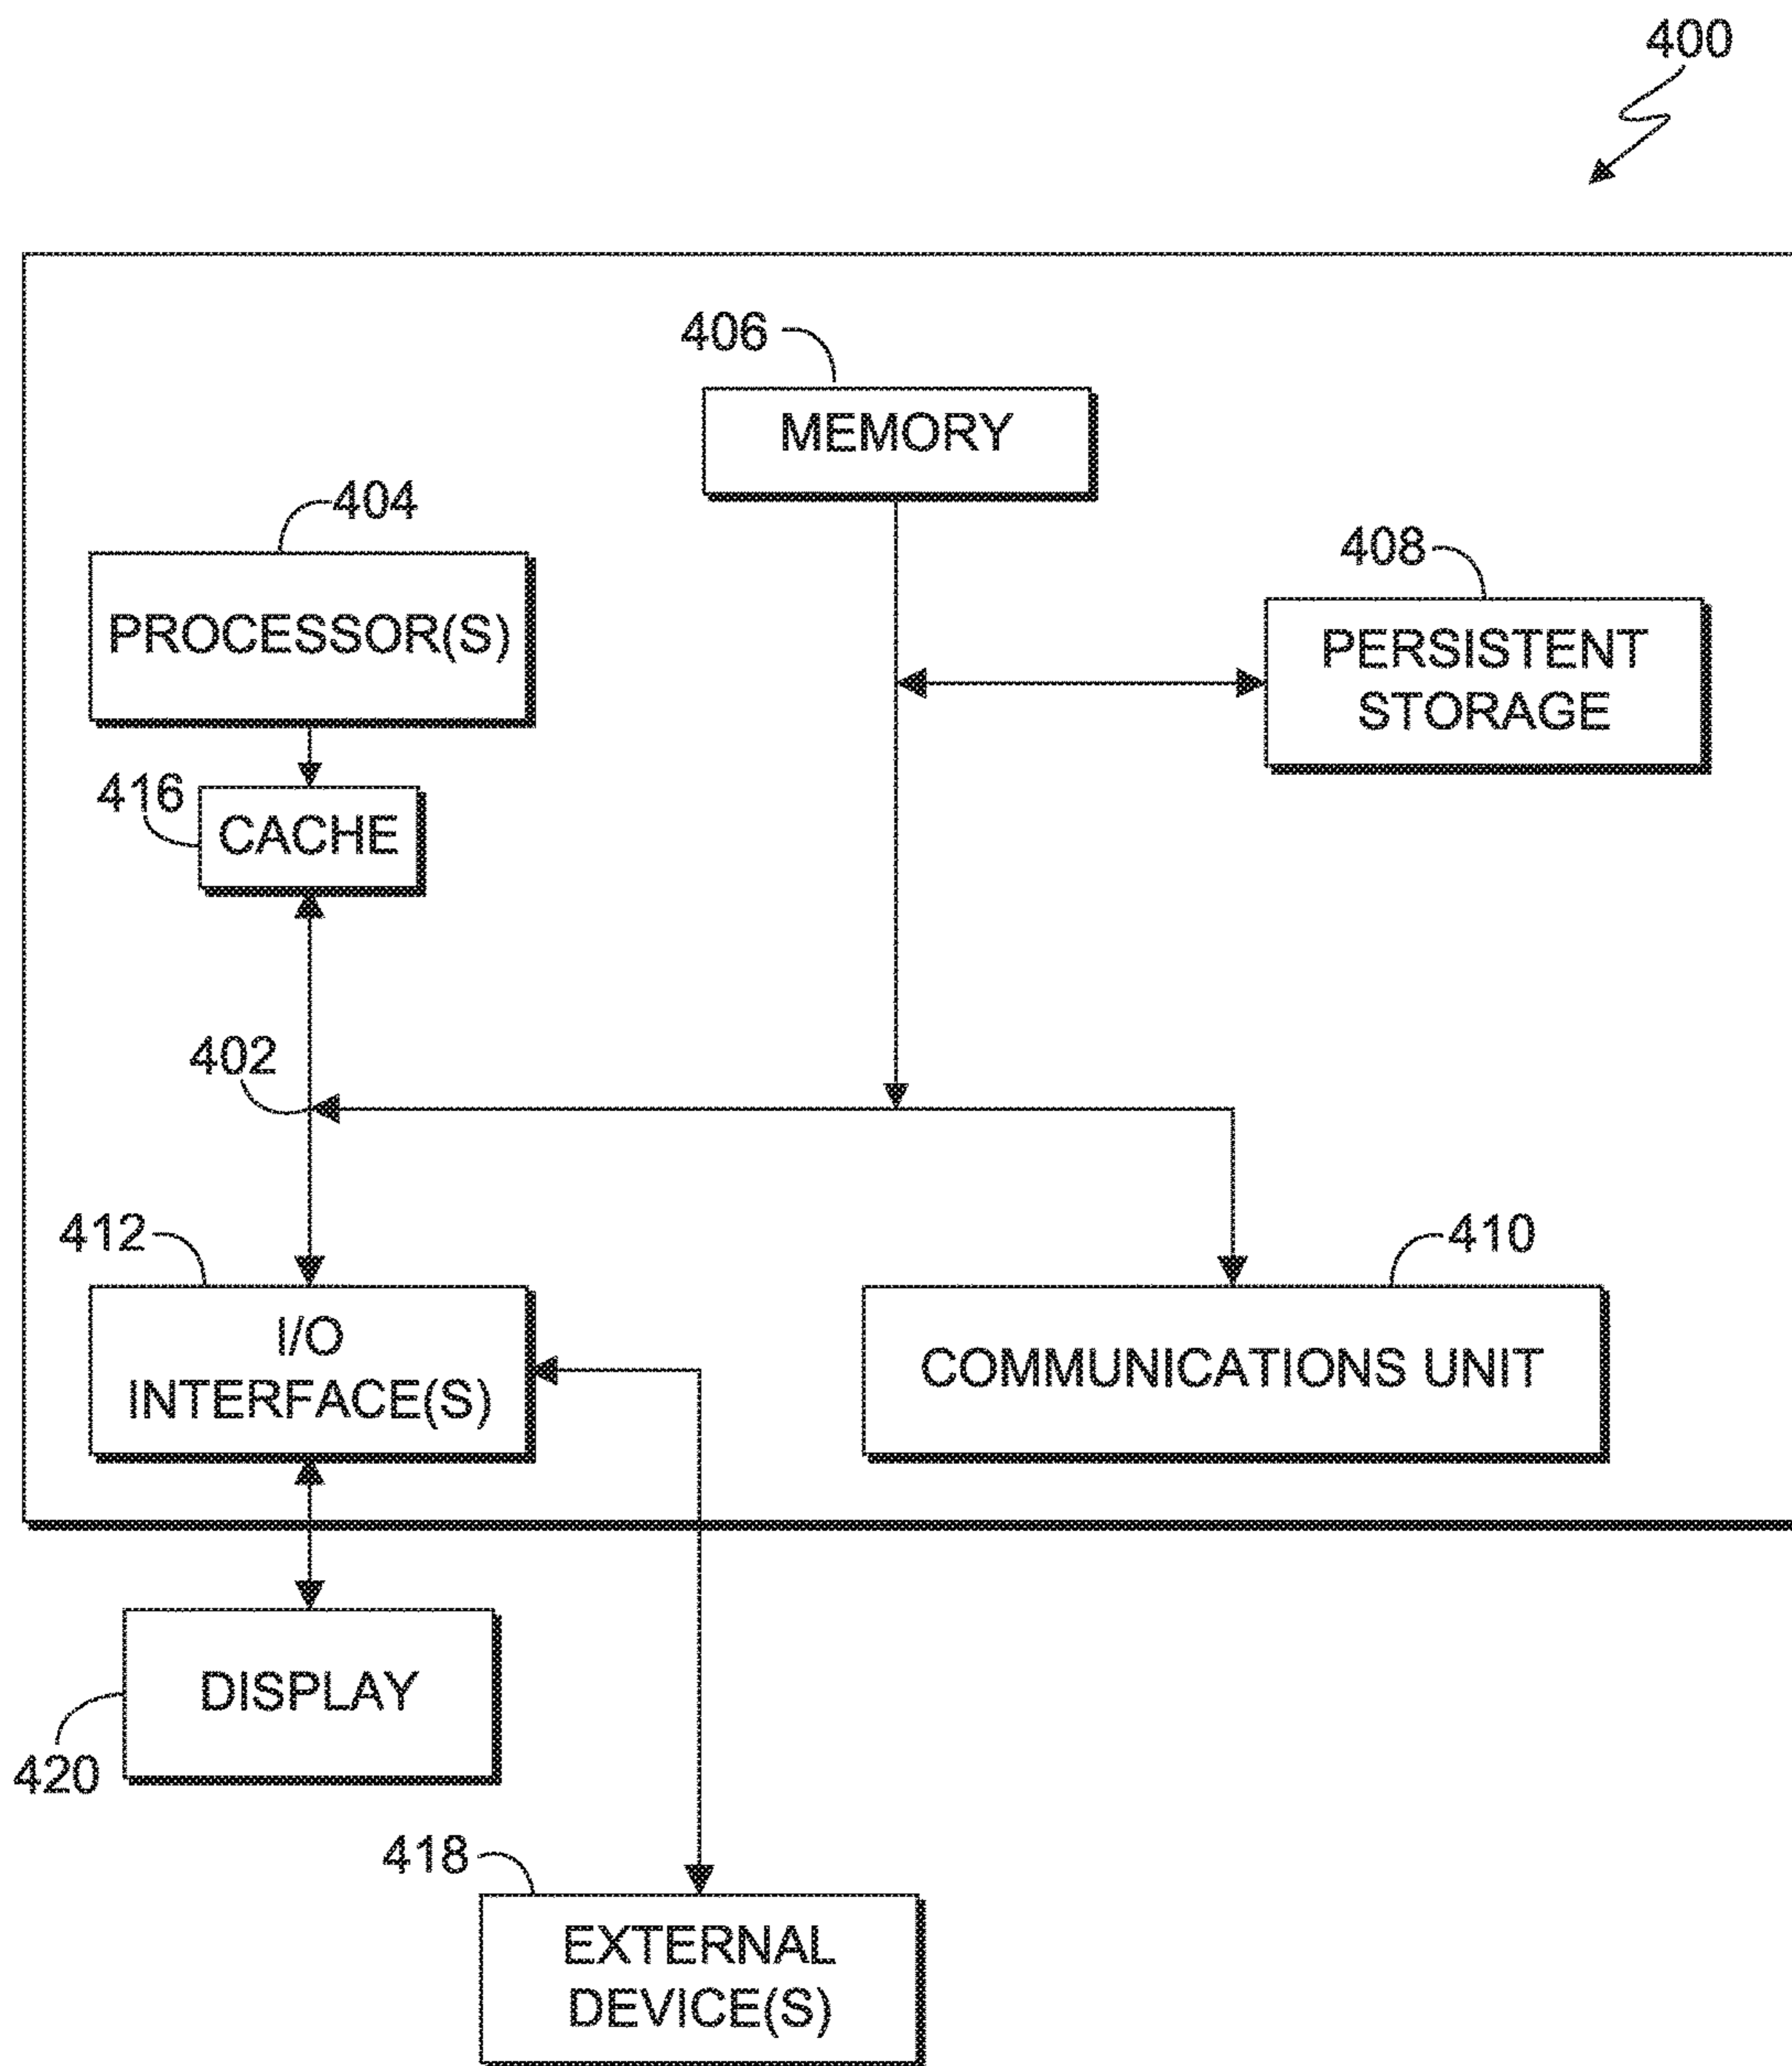 400
406
MEMORY
404
PROCESSOR(S)
408
PERSISTENT
STORAGE
416
CACHE
402
412
I/O
INTERFACE(S)
410
COMMUNICATIONS UNIT
DISPLAY
420
418
EXTERNAL
DEVICE(S)